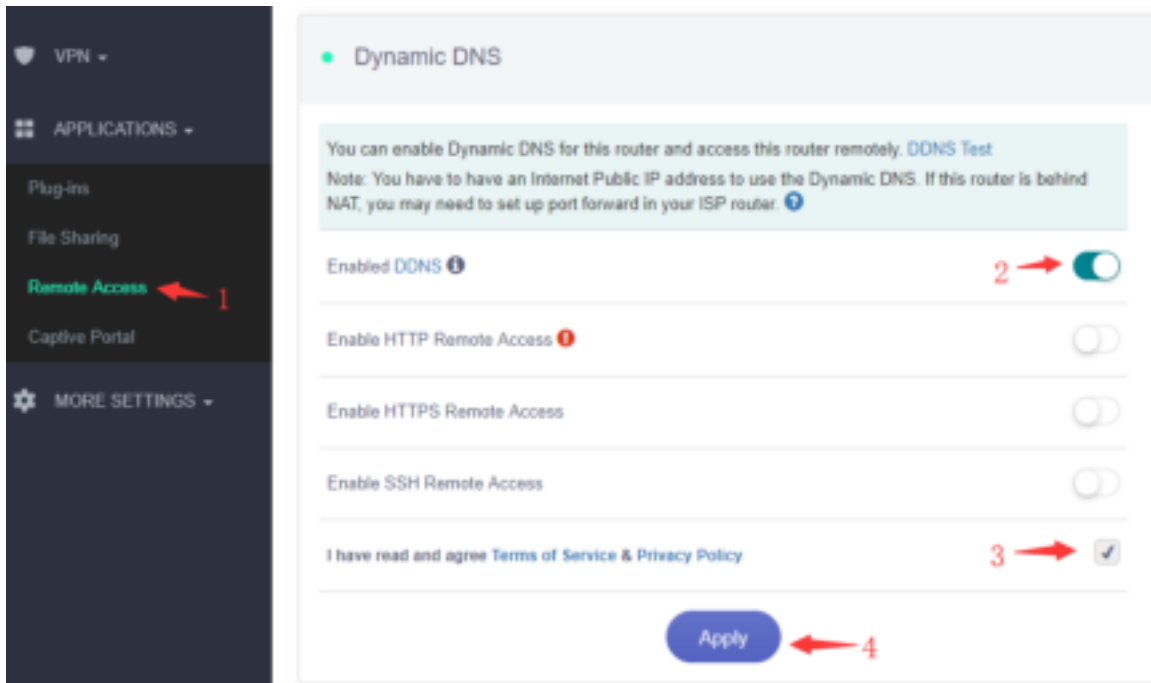 VPN
APPLICATIONS
Plug-ins
File Sharing
Remote Access
1
Captive Portal
MORE SETTINGS
Dynamic DNS
You can enable Dynamic DNS for this router and access this router remotely. DDNS Test
Note: You have to have an Internet Public IP address to use the Dynamic DNS. If this router is behind
NAT, you may need to set up port forward in your ISP router.
Enabled DDNS
2
Enable HTTP Remote Access
Enable HTTPS Remote Access
Enable SSH Remote Access
I have read and agree Terms of Service & Privacy Policy
3
Apply
4